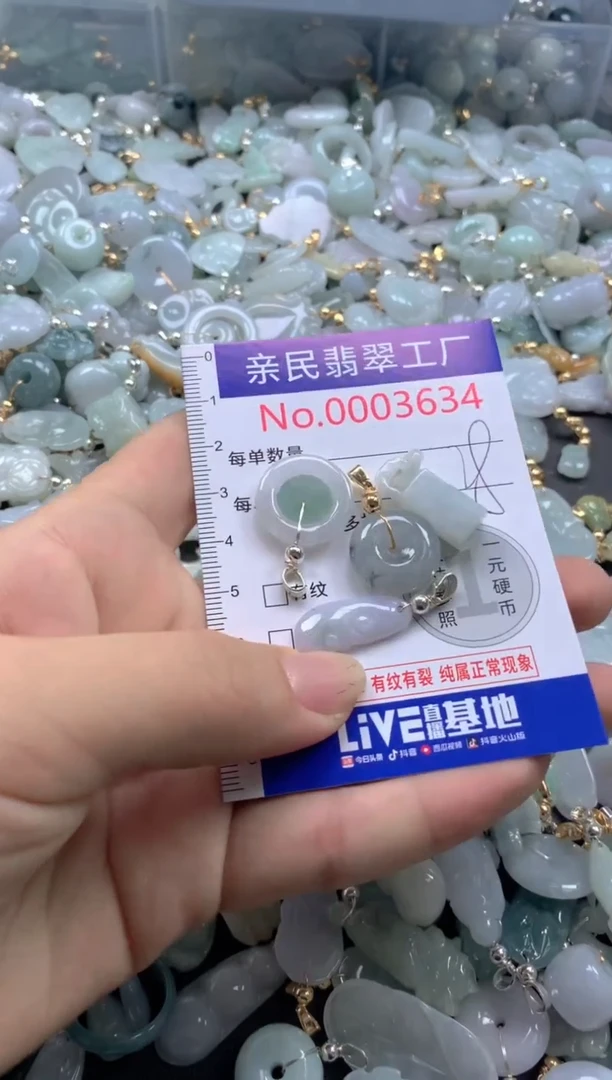 亲民翡翠工厂
No.0003634
每单数量
每
多
有纹
一元硬币
照
有纹有裂 纯属正常现象
LiVE直播基地
今日头条 抖音 西瓜视频 抖音火山版
0
1
2
3
4
5
1